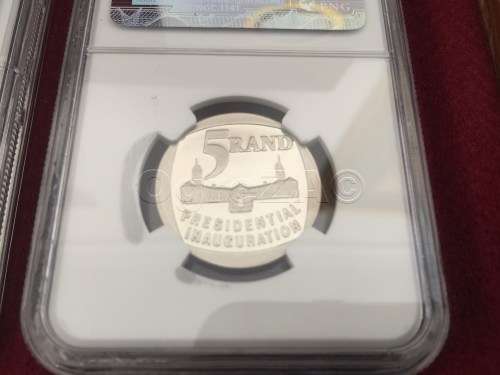 5 RAND
PRESIDENTIAL
INAUGURATION